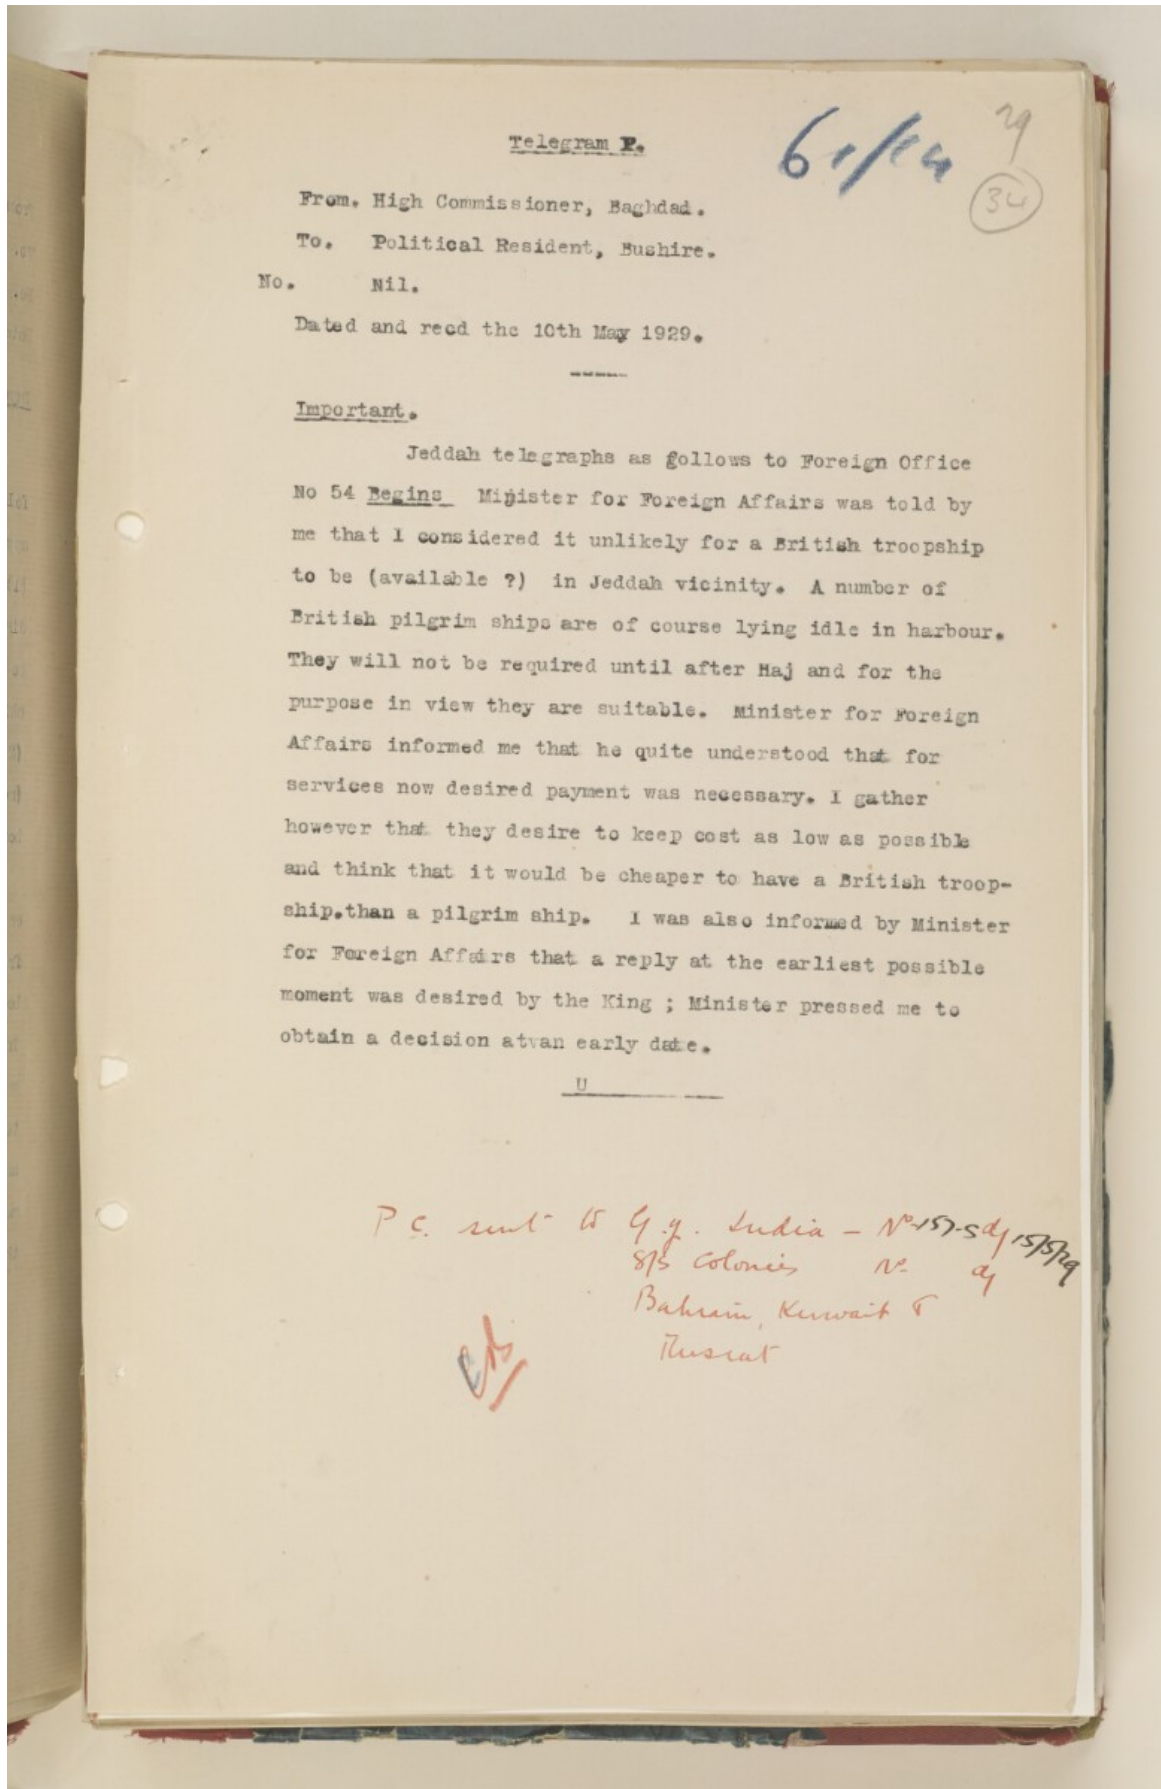 Telegram P.
61/14
29
34
From. High Commissioner, Baghdad.
To. Political Resident, Bushire.
No. Nil.
Dated and recd the 10th May 1929.
Important.
Jeddah telegraphs as gollows to Foreign Office
No 54 Begins Minister for Foreign Affairs was told by
me that I considered it unlikely for a British troopship
to be (available ?) in Jeddah vicinity. A number of
British pilgrim ships are of course lying idle in harbour.
They will not be required until after Haj and for the
purpose in view they are suitable. Minister for Foreign
Affairs informed me that he quite understood that for
services now desired payment was necessary. I gather
however that they desire to keep cost as low as possible
and think that it would be cheaper to have a British troop-
ship.than a pilgrim ship. I was also informed by Minister
for Foreign Affairs that a reply at the earliest possible
moment was desired by the King ; Minister pressed me to
obtain a decision atvan early date.
U
P.C. sent to G. of. India - No 157-S of 15/5/29
S/S Colonies No. of
Bahrain, Kuwait &
Muscat